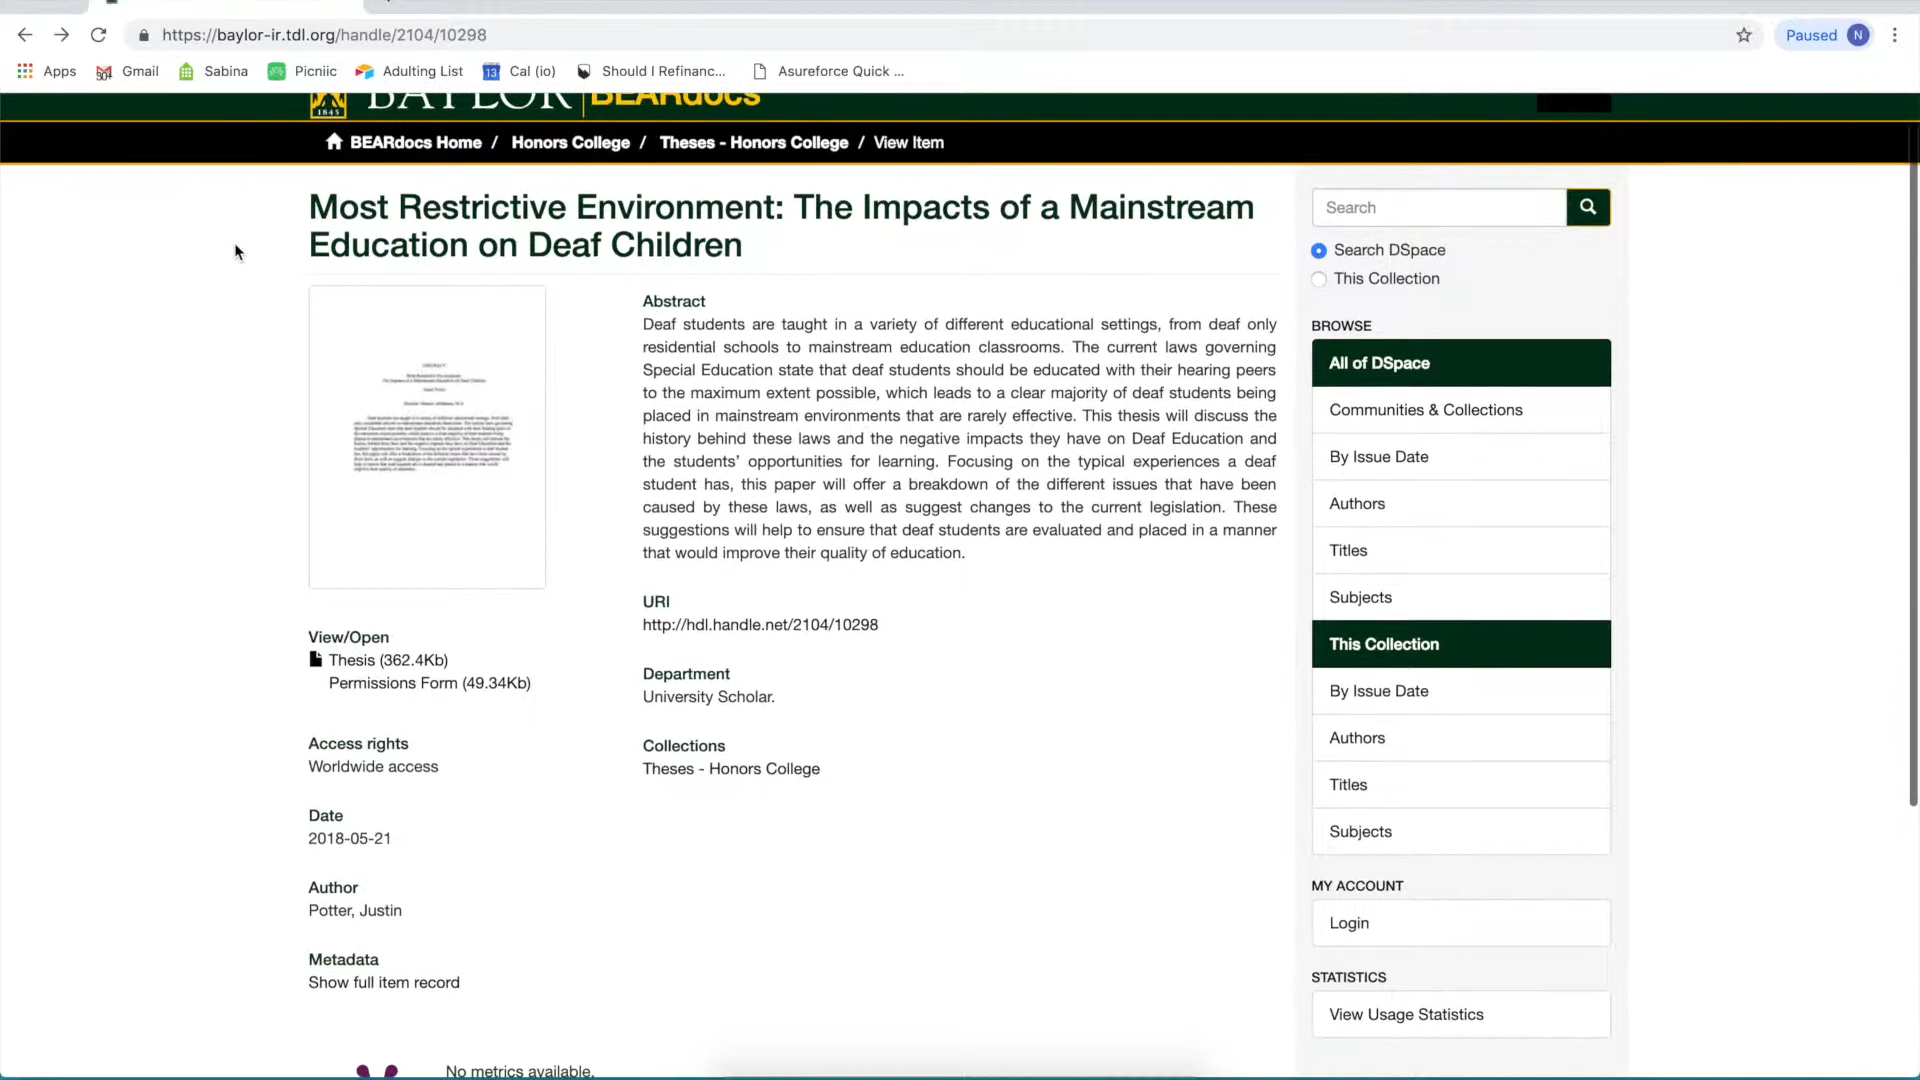 https://baylor-ir.tdl.org/handle/2104/10298
Paused N
Apps Gmail Sabina Picniic Adulting List 13 Cal (io) Should I Refinanc... Asureforce Quick ...
1845 BAYLOR BEARdocs
BEARdocs Home / Honors College / Theses - Honors College / View Item
Most Restrictive Environment: The Impacts of a Mainstream
Education on Deaf Children
Abstract
Deaf students are taught in a variety of different educational settings, from deaf only
residential schools to mainstream education classrooms. The current laws governing
Special Education state that deaf students should be educated with their hearing peers
to the maximum extent possible, which leads to a clear majority of deaf students being
placed in mainstream environments that are rarely effective. This thesis will discuss the
history behind these laws and the negative impacts they have on Deaf Education and
the students’ opportunities for learning. Focusing on the typical experiences a deaf
student has, this paper will offer a breakdown of the different issues that have been
caused by these laws, as well as suggest changes to the current legislation. These
suggestions will help to ensure that deaf students are evaluated and placed in a manner
that would improve their quality of education.
URI
http://hdl.handle.net/2104/10298
Department
University Scholar.
Collections
Theses - Honors College
View/Open
Thesis (362.4Kb)
Permissions Form (49.34Kb)
Access rights
Worldwide access
Date
2018-05-21
Author
Potter, Justin
Metadata
Show full item record
No metrics available.
Search
Search DSpace
This Collection
BROWSE
All of DSpace
Communities & Collections
By Issue Date
Authors
Titles
Subjects
This Collection
By Issue Date
Authors
Titles
Subjects
MY ACCOUNT
Login
STATISTICS
View Usage Statistics